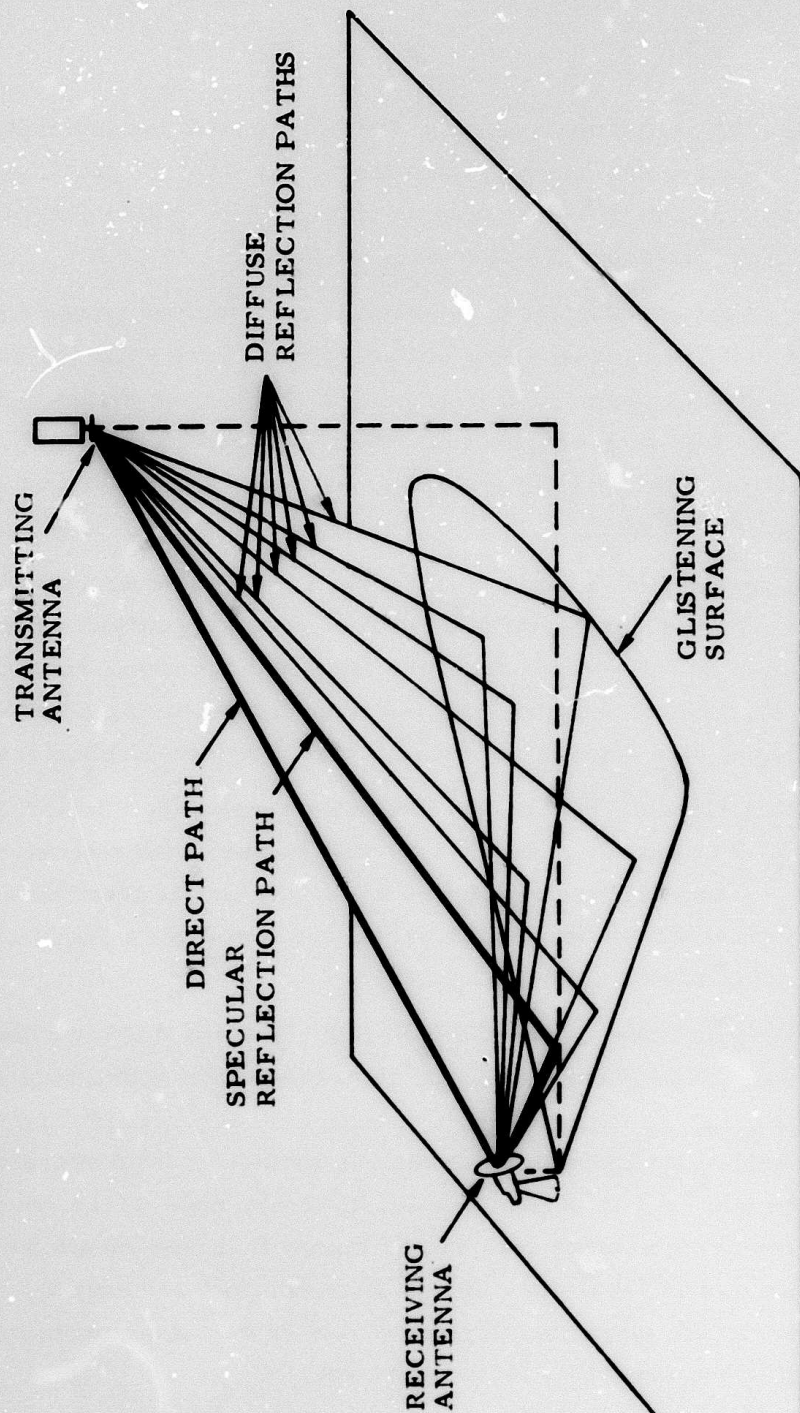 TRANSMITTING
ANTENNA
DIFFUSE
REFLECTION PATHS
DIRECT PATH
SPECULAR
REFLECTION PATH
GLISTENING
SURFACE
RECEIVING
ANTENNA